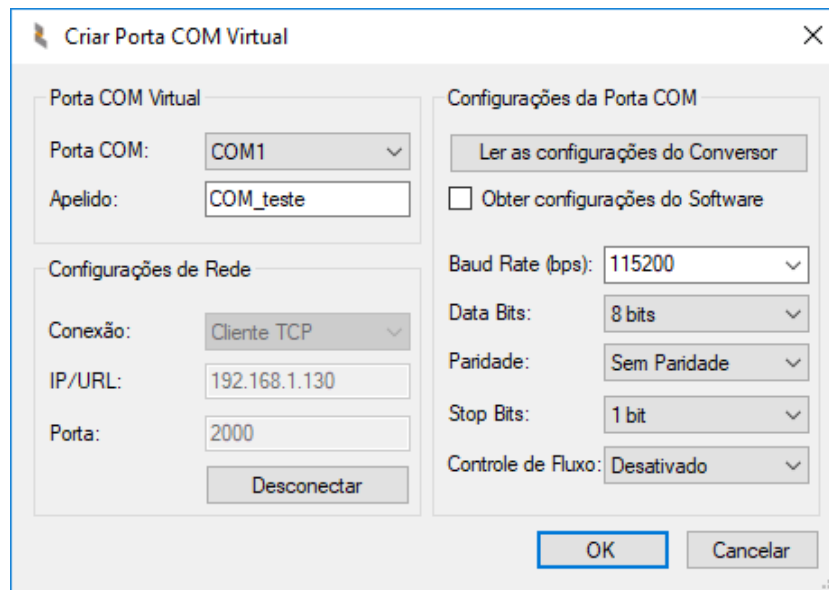 Criar Porta COM Virtual
Porta COM Virtual
Porta COM: COM1
Apelido: COM_teste
Configurações de Rede
Conexão: Cliente TCP
IP/URL: 192.168.1.130
Porta: 2000
Desconectar
Configurações da Porta COM
Ler as configurações do Conversor
Obter configurações do Software
Baud Rate (bps): 115200
Data Bits: 8 bits
Paridade: Sem Paridade
Stop Bits: 1 bit
Controle de Fluxo: Desativado
OK Cancelar